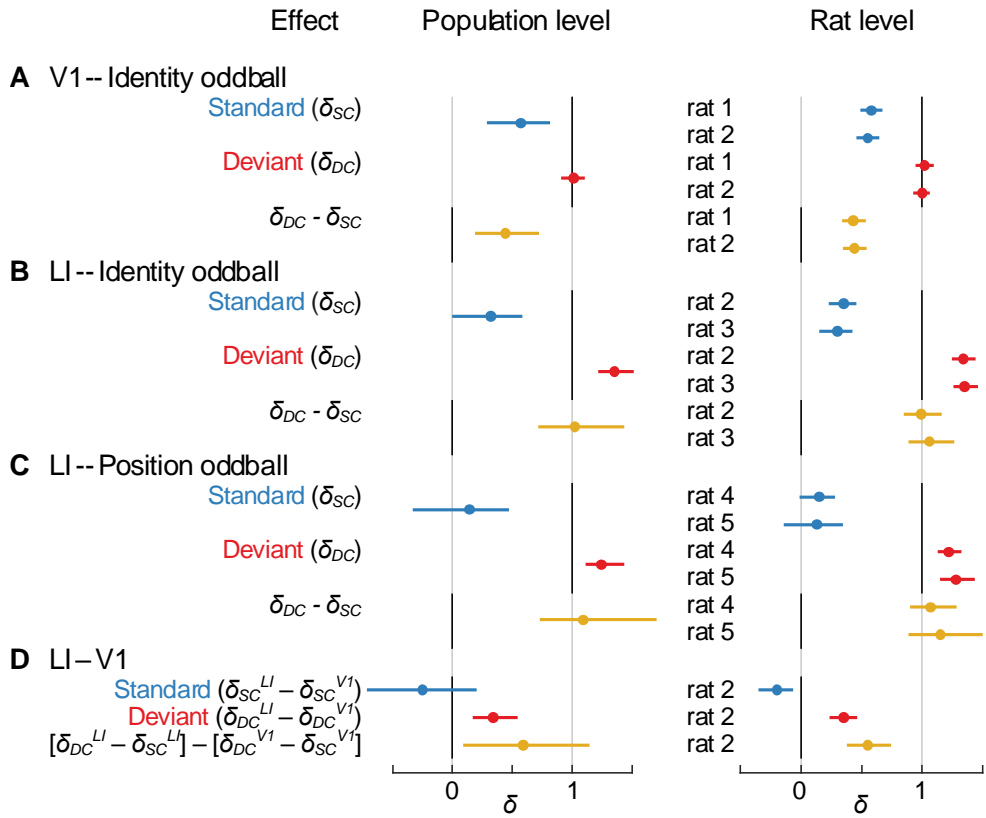 Effect Population level Rat level
A V1--Identity oddball
Standard (δSC) rat 1
rat 2
Deviant (δDC) rat 1
rat 2
δDC - δSC rat 1
rat 2
B LI--Identity oddball
Standard (δSC) rat 2
rat 3
Deviant (δDC) rat 2
rat 3
δDC - δSC rat 2
rat 3
C LI--Position oddball
Standard (δSC) rat 4
rat 5
Deviant (δDC) rat 4
rat 5
δDC - δSC rat 4
rat 5
D LI–V1
Standard (δSC^LI – δSC^V1) rat 2
Deviant (δDC^LI – δDC^V1) rat 2
[δDC^LI – δSC^LI] – [δDC^V1 – δSC^V1] rat 2
0 1 0 1
δ δ